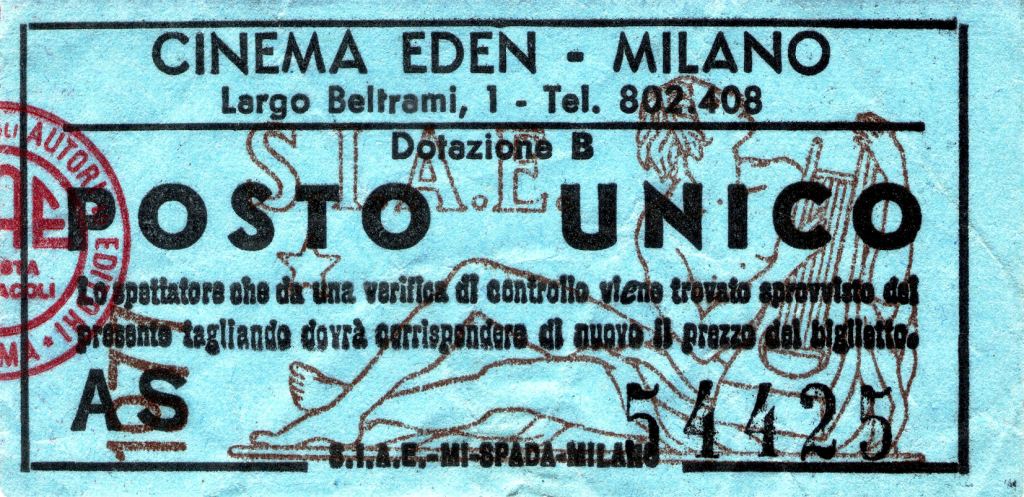 CINEMA EDEN - MILANO
Largo Beltrami, 1 - Tel. 802.408
Dotazione B
S.I.A.E.
POSTO UNICO
Lo spettatore che da una verifica di controllo viene trovato sprovvisto del
presente tagliando dovrà corrispondere di nuovo il prezzo del biglietto.
AS
54425
S.I.A.E.-MI-SPADA-MILANO
AUTORI
EDITORI